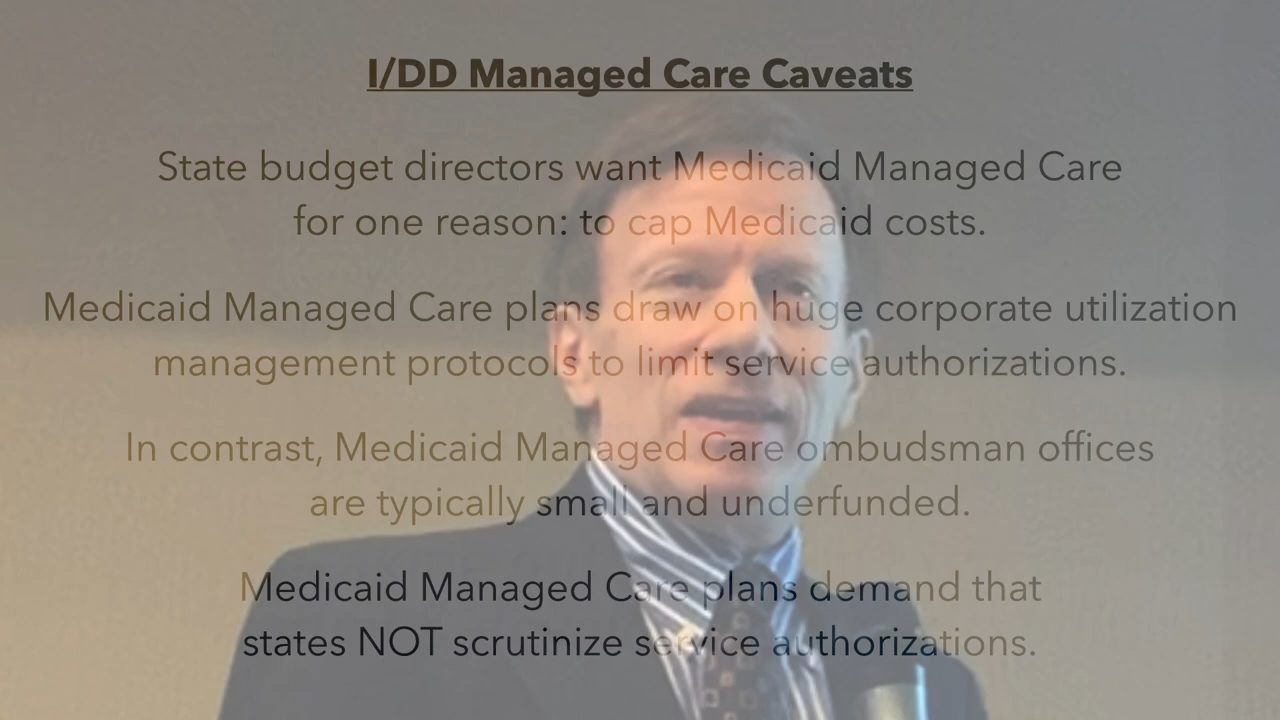 I/DD Managed Care Caveats
State budget directors want Medicaid Managed Care
for one reason: to cap Medicaid costs.
Medicaid Managed Care plans draw on huge corporate utilization
management protocols to limit service authorizations.
In contrast, Medicaid Managed Care ombudsman offices
are typically small and underfunded.
Medicaid Managed Care plans demand that
states NOT scrutinize service authorizations.